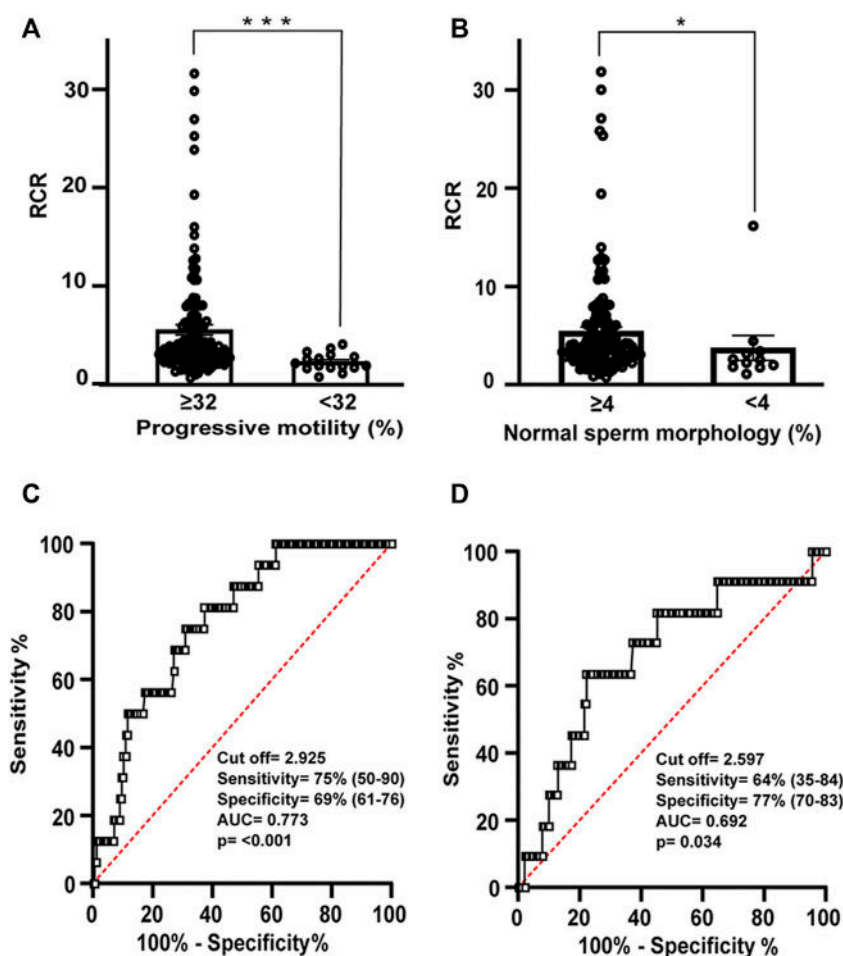 A
* * *
RCR
30
20
10
0
≥32
<32
Progressive motility (%)
B
*
RCR
30
20
10
0
≥4
<4
Normal sperm morphology (%)
C
Sensitivity %
100
80
60
40
20
0
Cut off= 2.925
Sensitivity= 75% (50-90)
Specificity= 69% (61-76)
AUC= 0.773
p= <0.001
0 20 40 60 80 100
100% - Specificity%
D
Sensitivity %
100
80
60
40
20
0
Cut off= 2.597
Sensitivity= 64% (35-84)
Specificity= 77% (70-83)
AUC= 0.692
p= 0.034
0 20 40 60 80 100
100% - Specificity %